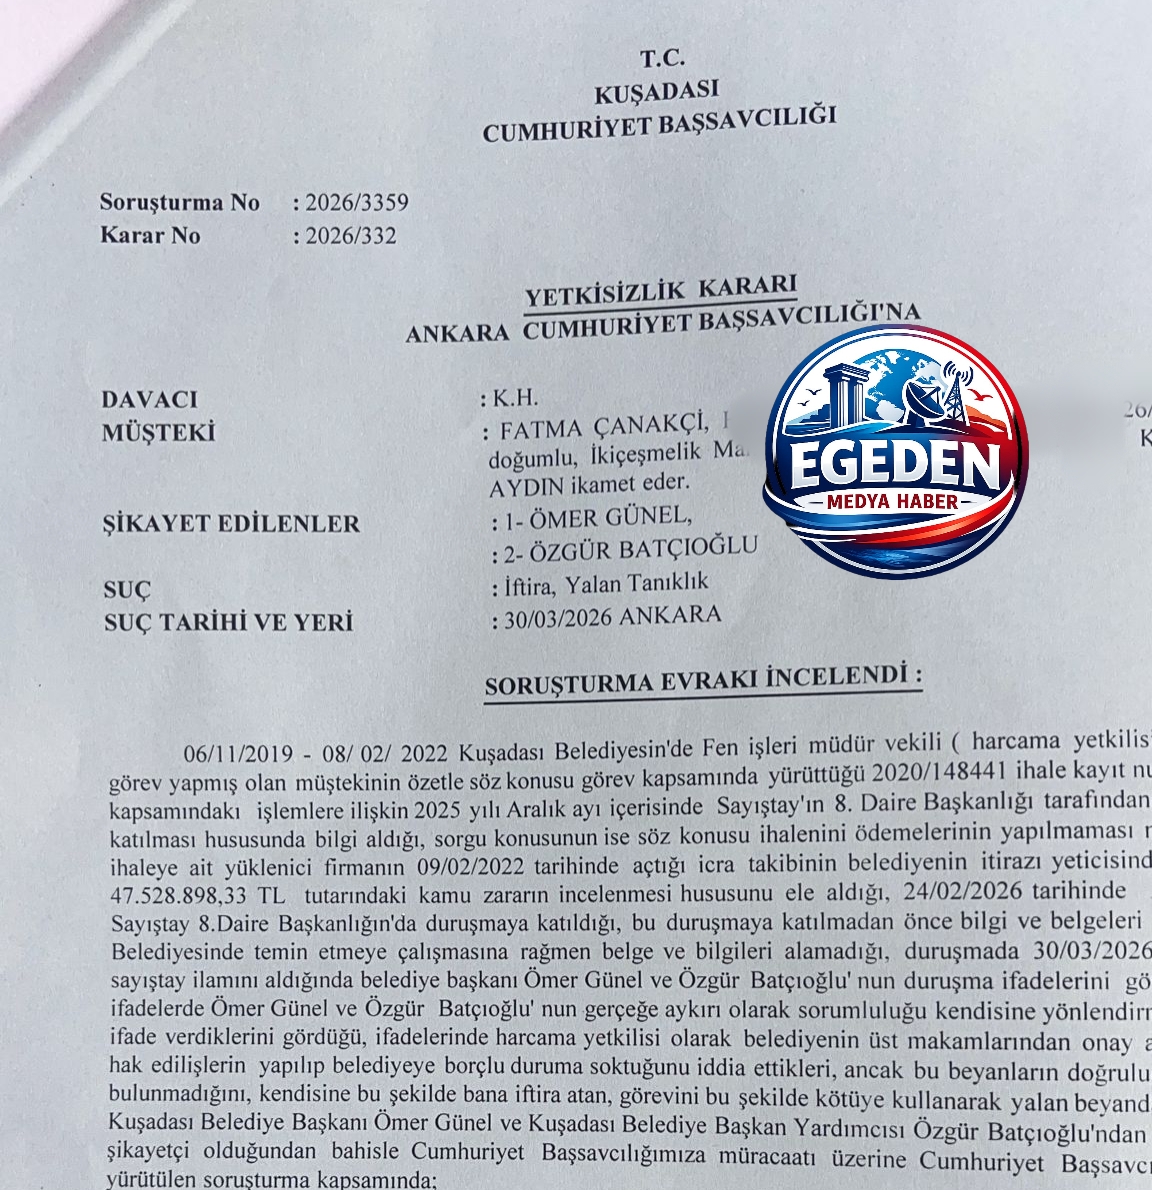 T.C.
KUŞADASI
CUMHURİYET BAŞSAVCILIĞI
Soruşturma No : 2026/3359
Karar No : 2026/332
YETKİSİZLİK KARARI
ANKARA CUMHURİYET BAŞSAVCILIĞI'NA
DAVACI : K.H.
MÜŞTEKİ : FATMA ÇANAKÇİ,
doğumlu, İkiçeşmelik
AYDIN ikamet eder.
EGEDEN
MEDYA HABER
ŞİKAYET EDİLENLER : 1- ÖMER GÜNEL,
: 2- ÖZGÜR BATÇIOĞLU
SUÇ : İftira, Yalan Tanıklık
SUÇ TARİHİ VE YERİ : 30/03/2026 ANKARA
SORUŞTURMA EVRAKI İNCELENDİ :
06/11/2019 - 08/ 02/ 2022 Kuşadası Belediyesin'de Fen işleri müdür vekili ( harcama
görev yapmış olan müştekinin özetle söz konusu görev kapsamında yürüttüğü 2020/148441 ihale kayıt
kapsamındakı işlemlere ilişkin 2025 yılı Aralık ayı içerisinde Sayıştay'ın 8. Daire Başkanlığı tarafından
katılması hususunda bilgi aldığı, sorgu konusunun ise söz konusu ihalenini ödemelerinin yapılmaması
ihaleye ait yüklenici firmanın 09/02/2022 tarihinde açtığı icra takibinin belediyenin itirazı
47.528.898,33 TL tutarındaki kamu zararın incelenmesi hususunu ele aldığı, 24/02/2026 tarihinde
Sayıştay 8.Daire Başkanlığın'da duruşmaya katıldığı, bu duruşmaya katılmadan önce bilgi ve belgeleri
Belediyesinde temin etmeye çalışmasına rağmen belge ve bilgileri alamadığı, duruşmada 30/03/2026
sayıştay ilamını aldığında belediye başkanı Ömer Günel ve Özgür Batçıoğlu' nun duruşma ifadelerini
ifadelerde Ömer Günel ve Özgür Batçıoğlu' nun gerçeğe aykırı olarak sorumluluğu kendisine
ifade verdiklerini gördüğü, ifadelerinde harcama yetkilisi olarak belediyenin üst makamlarından onay
hak edilişlerin yapılıp belediyeye borçlu duruma soktuğunu iddia ettikleri, ancak bu beyanların
bulunmadığını, kendisine bu şekilde bana iftira atan, görevini bu şekilde kötüye kullanarak yalan
Kuşadası Belediye Başkanı Ömer Günel ve Kuşadası Belediye Başkan Yardımcısı Özgür Batçıoğlu'ndan
şikayetçi olduğundan bahisle Cumhuriyet Başsavcılığımıza müracaatı üzerine Cumhuriyet
yürütülen soruşturma kapsamında;